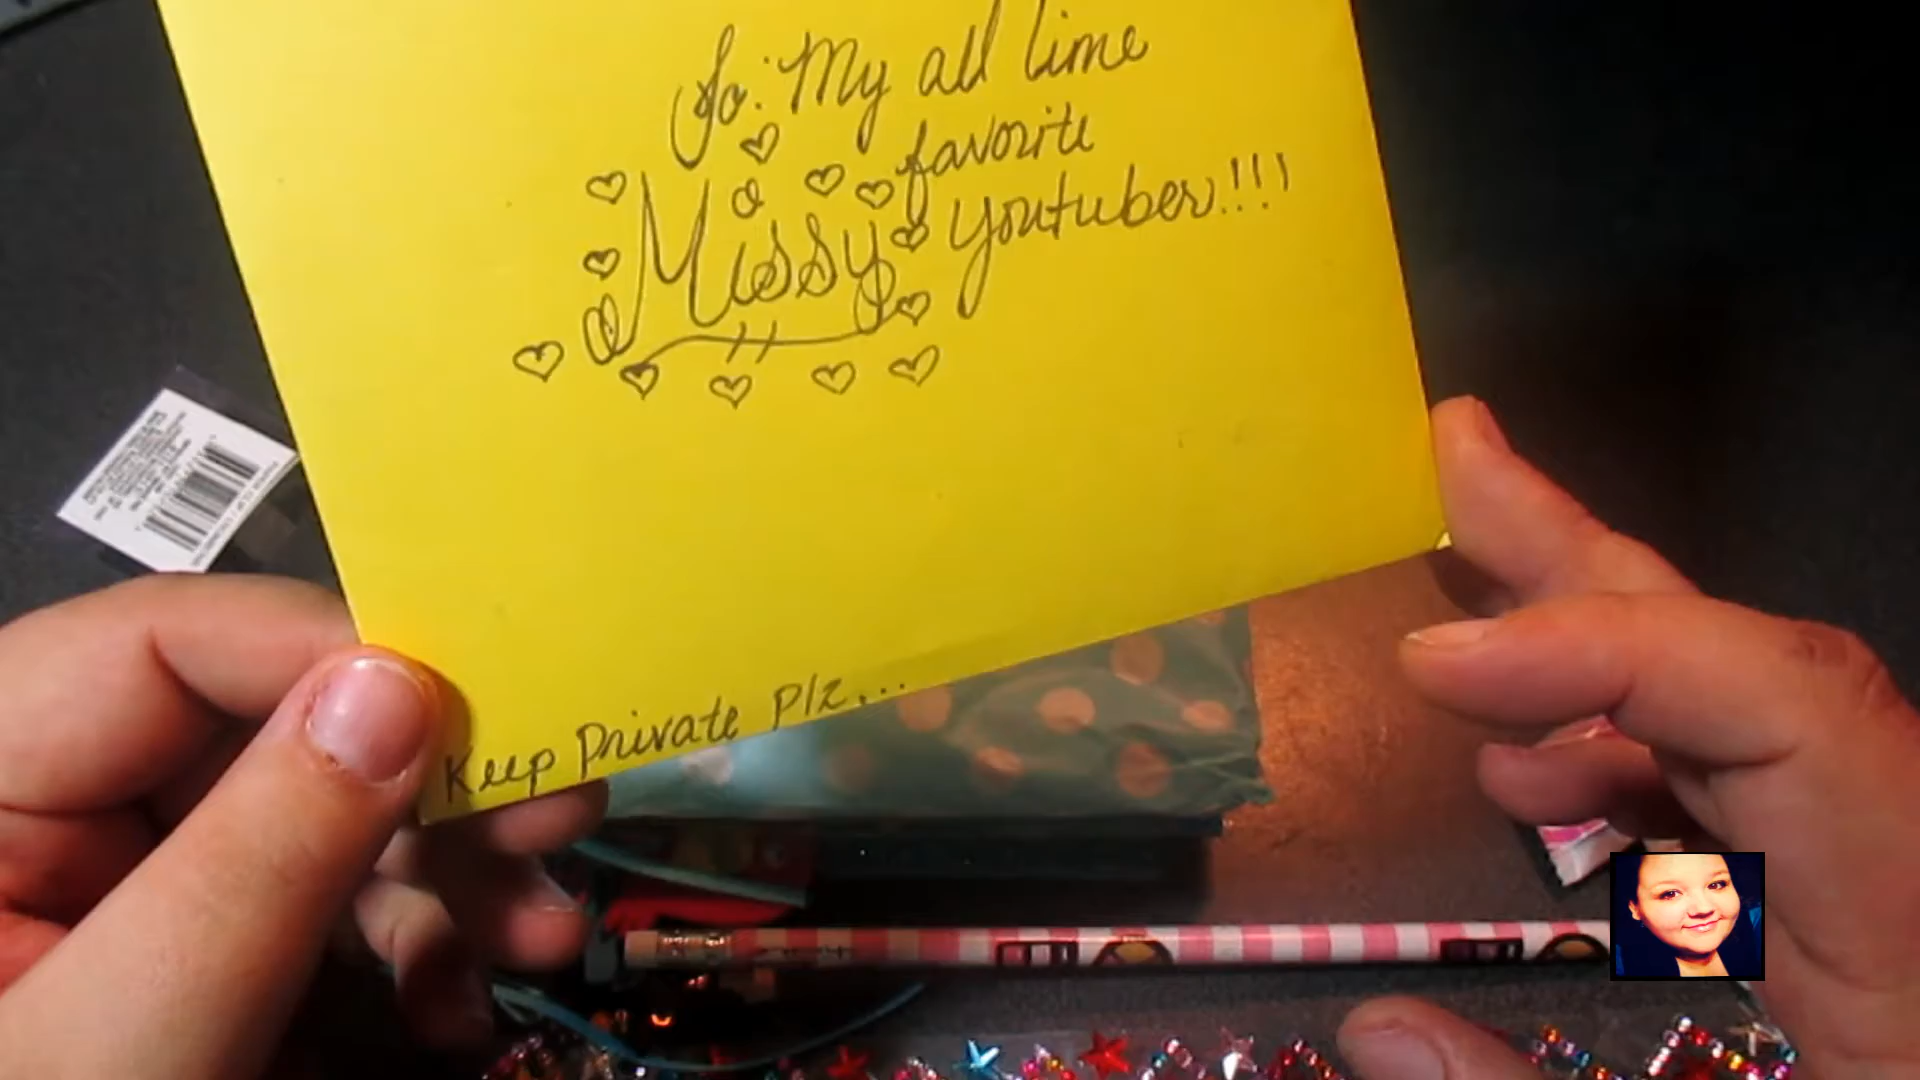 To: My all time
favorite
Missy
youtuber!!!
Keep Private Plz...